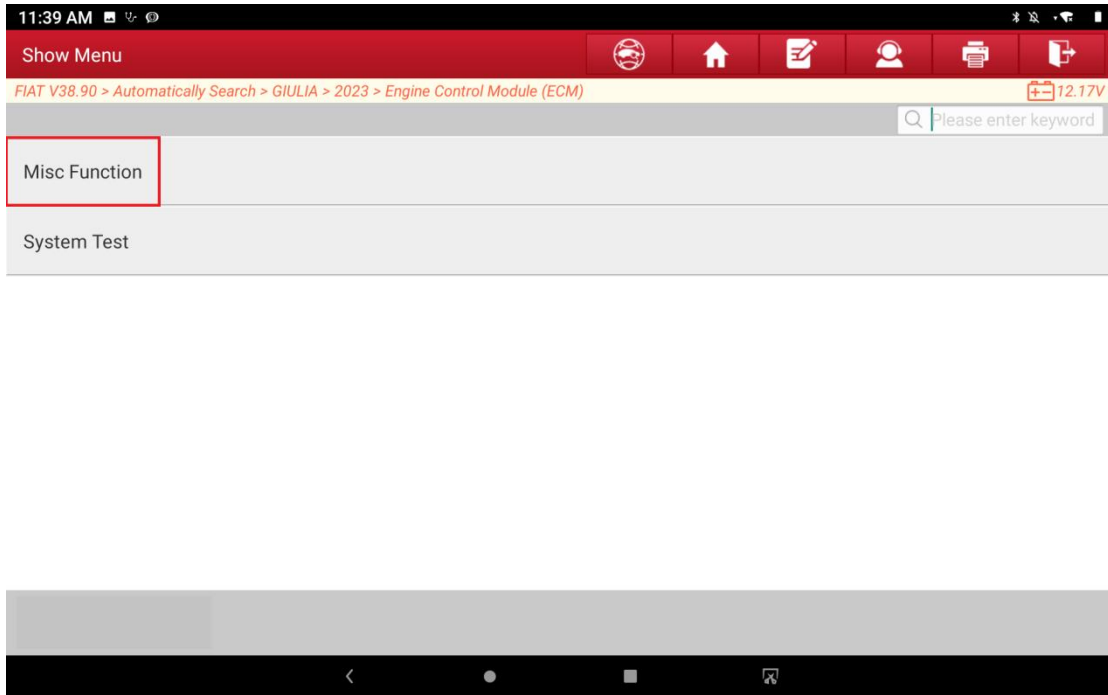 11:39 AM
Show Menu
FIAT V38.90 > Automatically Search > GIULIA > 2023 > Engine Control Module (ECM)
12.17V
Please enter keyword
Misc Function
System Test